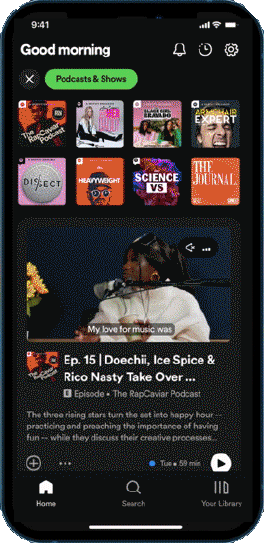 9:41
Good morning
Podcasts & Shows
The RapCaviar Podcast
BLACK GIRL BRAVADO
ARMCHAIR EXPERT
DISSECT
HEAVYWEIGHT
SCIENCE VS
THE JOURNAL.
My love for music was
Ep. 15 | Doechii, Ice Spice &
Rico Nasty Take Over ...
E Episode • The RapCaviar Podcast
The three rising stars turn the set into happy hour —
practicing and preaching the importance of having
fun — while they discuss their creative processes...
Tue • 59 min
Home
Search
Your Library